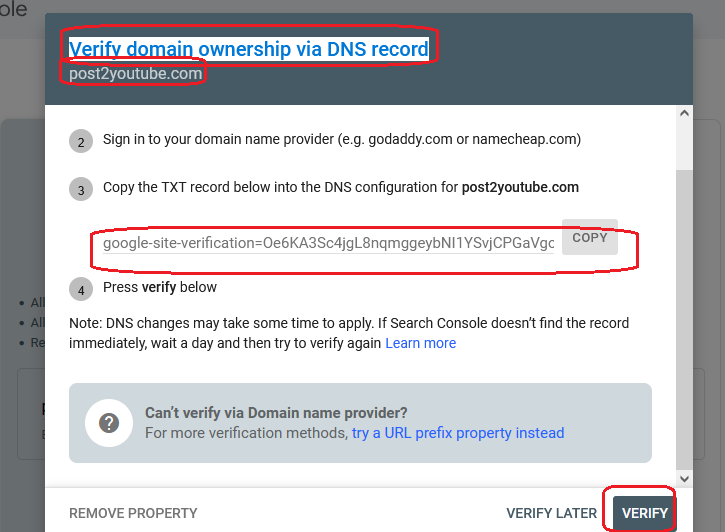 ole
Verify domain ownership via DNS record
post2youtube.com
2 Sign in to your domain name provider (e.g. godaddy.com or namecheap.com)
3 Copy the TXT record below into the DNS configuration for post2youtube.com
google-site-verification=Oe6KA3Sc4jgL8nqmggeybNI1YSvjCPGaVgc
COPY
4 Press verify below
Note: DNS changes may take some time to apply. If Search Console doesn't find the record
immediately, wait a day and then try to verify again Learn more
All
All
Re
Can't verify via Domain name provider?
For more verification methods, try a URL prefix property instead
REMOVE PROPERTY VERIFY LATER VERIFY